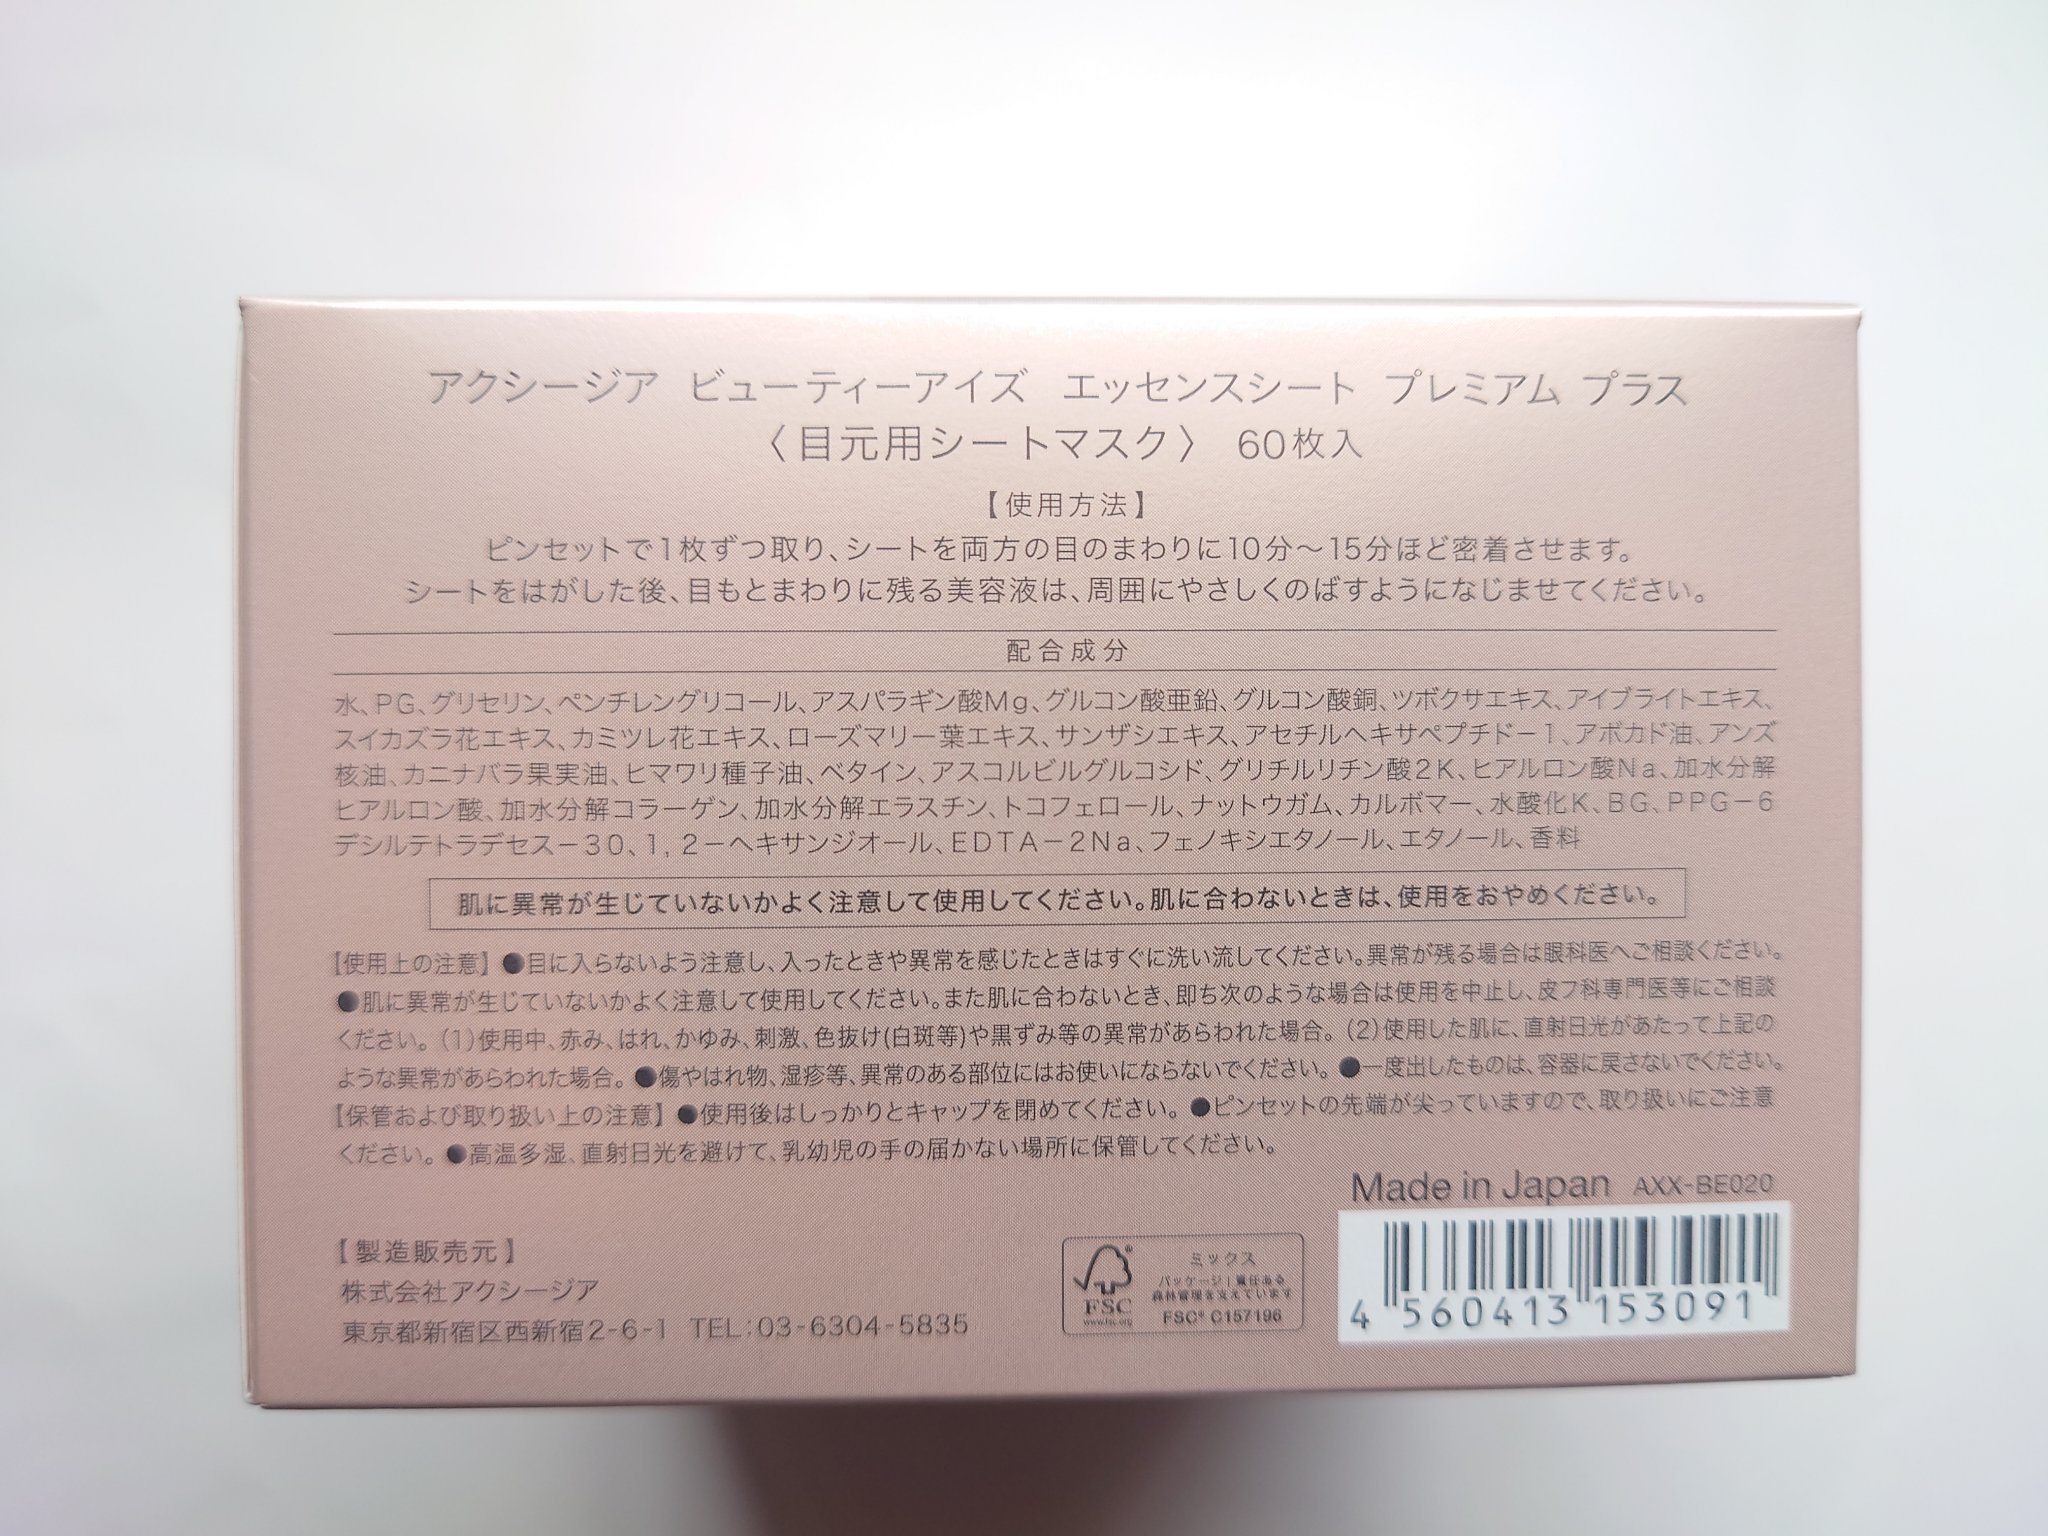 アクシージア ビューティーアイズ エッセンスシート プレミアム プラス
〈目元用シートマスク〉 60枚入
【使用方法】
ピンセットで1枚ずつ取り、シートを両方の目のまわりに10分～15分ほど密着させます。
シートをはがした後、目もとまわりに残る美容液は、周囲にやさしくのばすようになじませてください。
配合成分
水、PG、グリセリン、ペンチレングリコール、アスパラギン酸Mg、グルコン酸亜鉛、グルコン酸銅、ツボクサエキス、アイブライトエキス、
スイカズラ花エキス、カミツレ花エキス、ローズマリー葉エキス、サンザシエキス、アセチルヘキサペプチド－1、アボカド油、アンズ
核油、カニナバラ果実油、ヒマワリ種子油、ベタイン、アスコルビルグルコシド、グリチルリチン酸2K、ヒアルロン酸Na、加水分解
ヒアルロン酸、加水分解コラーゲン、加水分解エラスチン、トコフェロール、ナットウガム、カルボマー、水酸化K、BG、PPG－6
デシルテトラデセス－30、1, 2－ヘキサンジオール、EDTA－2Na、フェノキシエタノール、エタノール、香料
肌に異常が生じていないかよく注意して使用してください。肌に合わないときは、使用をおやめください。
【使用上の注意】●目に入らないよう注意し、入ったときや異常を感じたときはすぐに洗い流してください。異常が残る場合は眼科医へご相談ください。
●肌に異常が生じていないかよく注意して使用してください。また肌に合わないとき、即ち次のような場合は使用を中止し、皮フ科専門医等にご相談
ください。(1)使用中、赤み、はれ、かゆみ、刺激、色抜け(白斑等)や黒ずみ等の異常があらわれた場合。(2)使用した肌に、直射日光があたって上記の
ような異常があらわれた場合。●傷やはれ物、湿疹等、異常のある部位にはお使いにならないでください。●一度出したものは、容器に戻さないでください。
【保管および取り扱い上の注意】●使用後はしっかりとキャップを閉めてください。●ピンセットの先端が尖っていますので、取り扱いにご注意
ください。●高温多湿、直射日光を避けて、乳幼児の手の届かない場所に保管してください。
Made in Japan AXX-BE020
【製造販売元】
株式会社アクシージア
東京都新宿区西新宿2-6-1 TEL:03-6304-5835
FSC
www.fsc.org
ミックス
パッケージ｜責任ある
森林管理を支えています
FSC® C157196
4 560413 153091